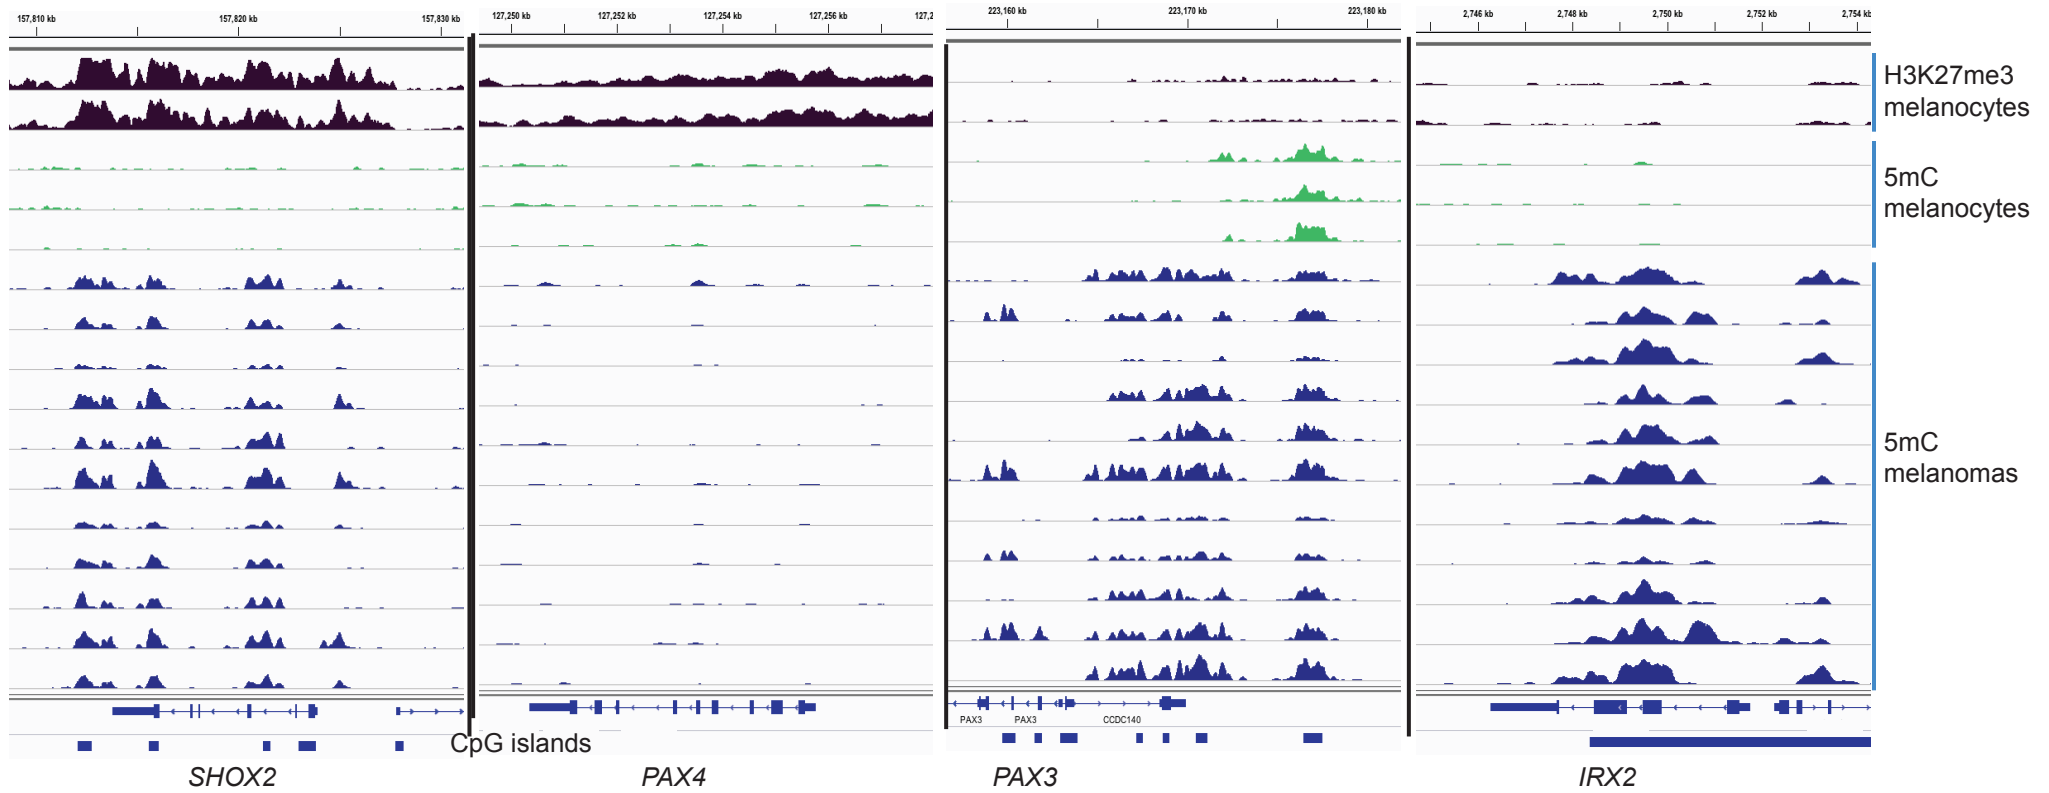 157,810 kb 157,820 kb 157,830 kb 127,250 kb 127,252 kb 127,254 kb 127,256 kb 127,2 223,160 kb 223,170 kb 223,180 kb 2,746 kb 2,748 kb 2,750 kb 2,752 kb 2,754 kb
H3K27me3
melanocytes
5mC
melanocytes
5mC
melanomas
PAX3 PAX3 CCDC140
CpG islands
SHOX2 PAX4 PAX3 IRX2